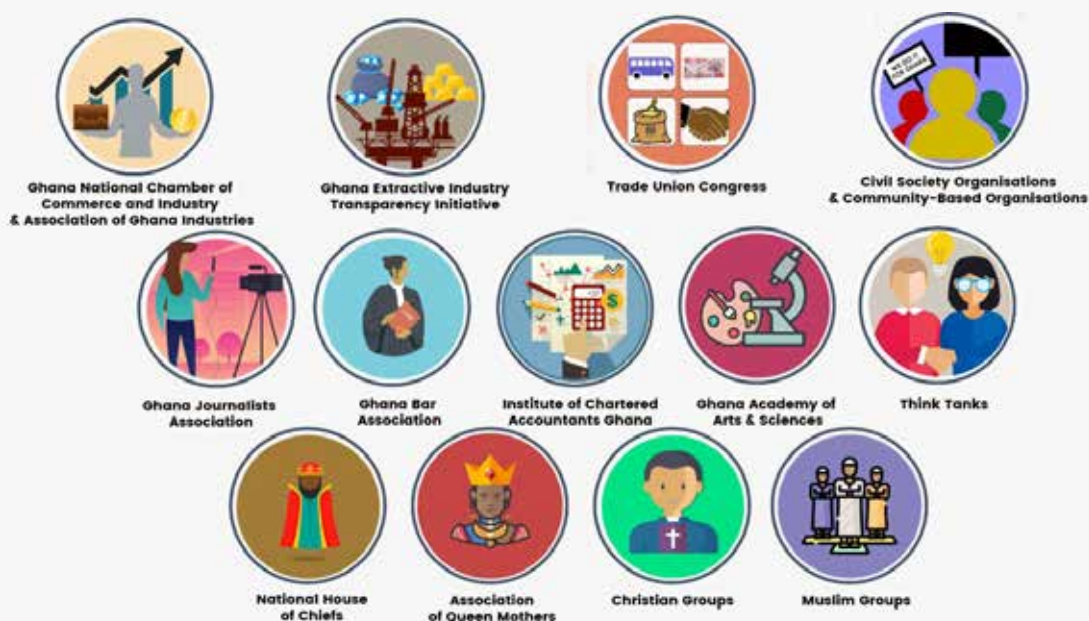 Ghana National Chamber of
Commerce and Industry
& Association of Ghana Industries
Ghana Extractive Industry
Transparency Initiative
Trade Union Congress
Civil Society Organisations
& Community-Based Organisations
Ghana Journalists
Association
Ghana Bar
Association
Institute of Chartered
Accountants Ghana
Ghana Academy of
Arts & Sciences
Think Tanks
National House
of Chiefs
Association
of Queen Mothers
Christian Groups
Muslim Groups